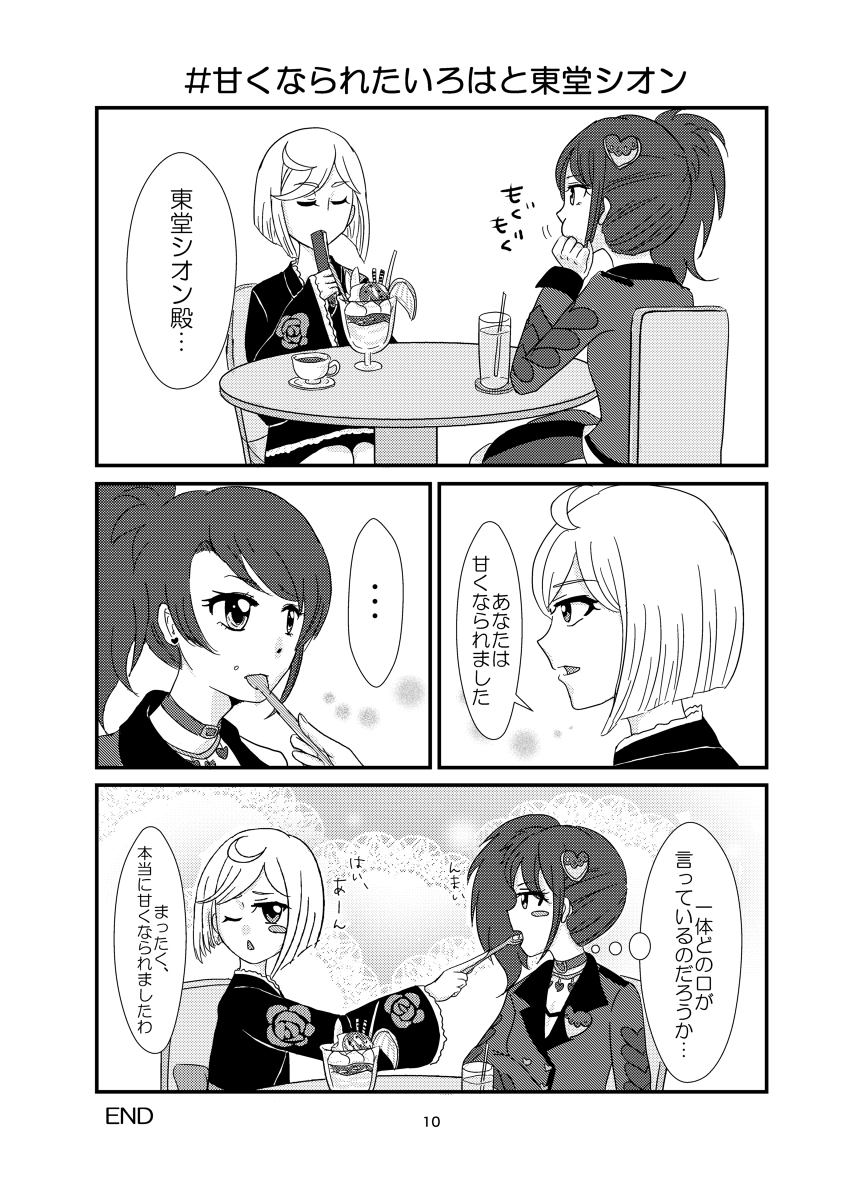 #甘くなられたいろはと東堂シオン
もぐ
もぐ
東堂シオン殿…
あなたは
甘くなられました
…
一体どの口が
言っているのだろうか…
んまい
はい、
あーん
まったく、
本当に甘くなられましたわ
END
10